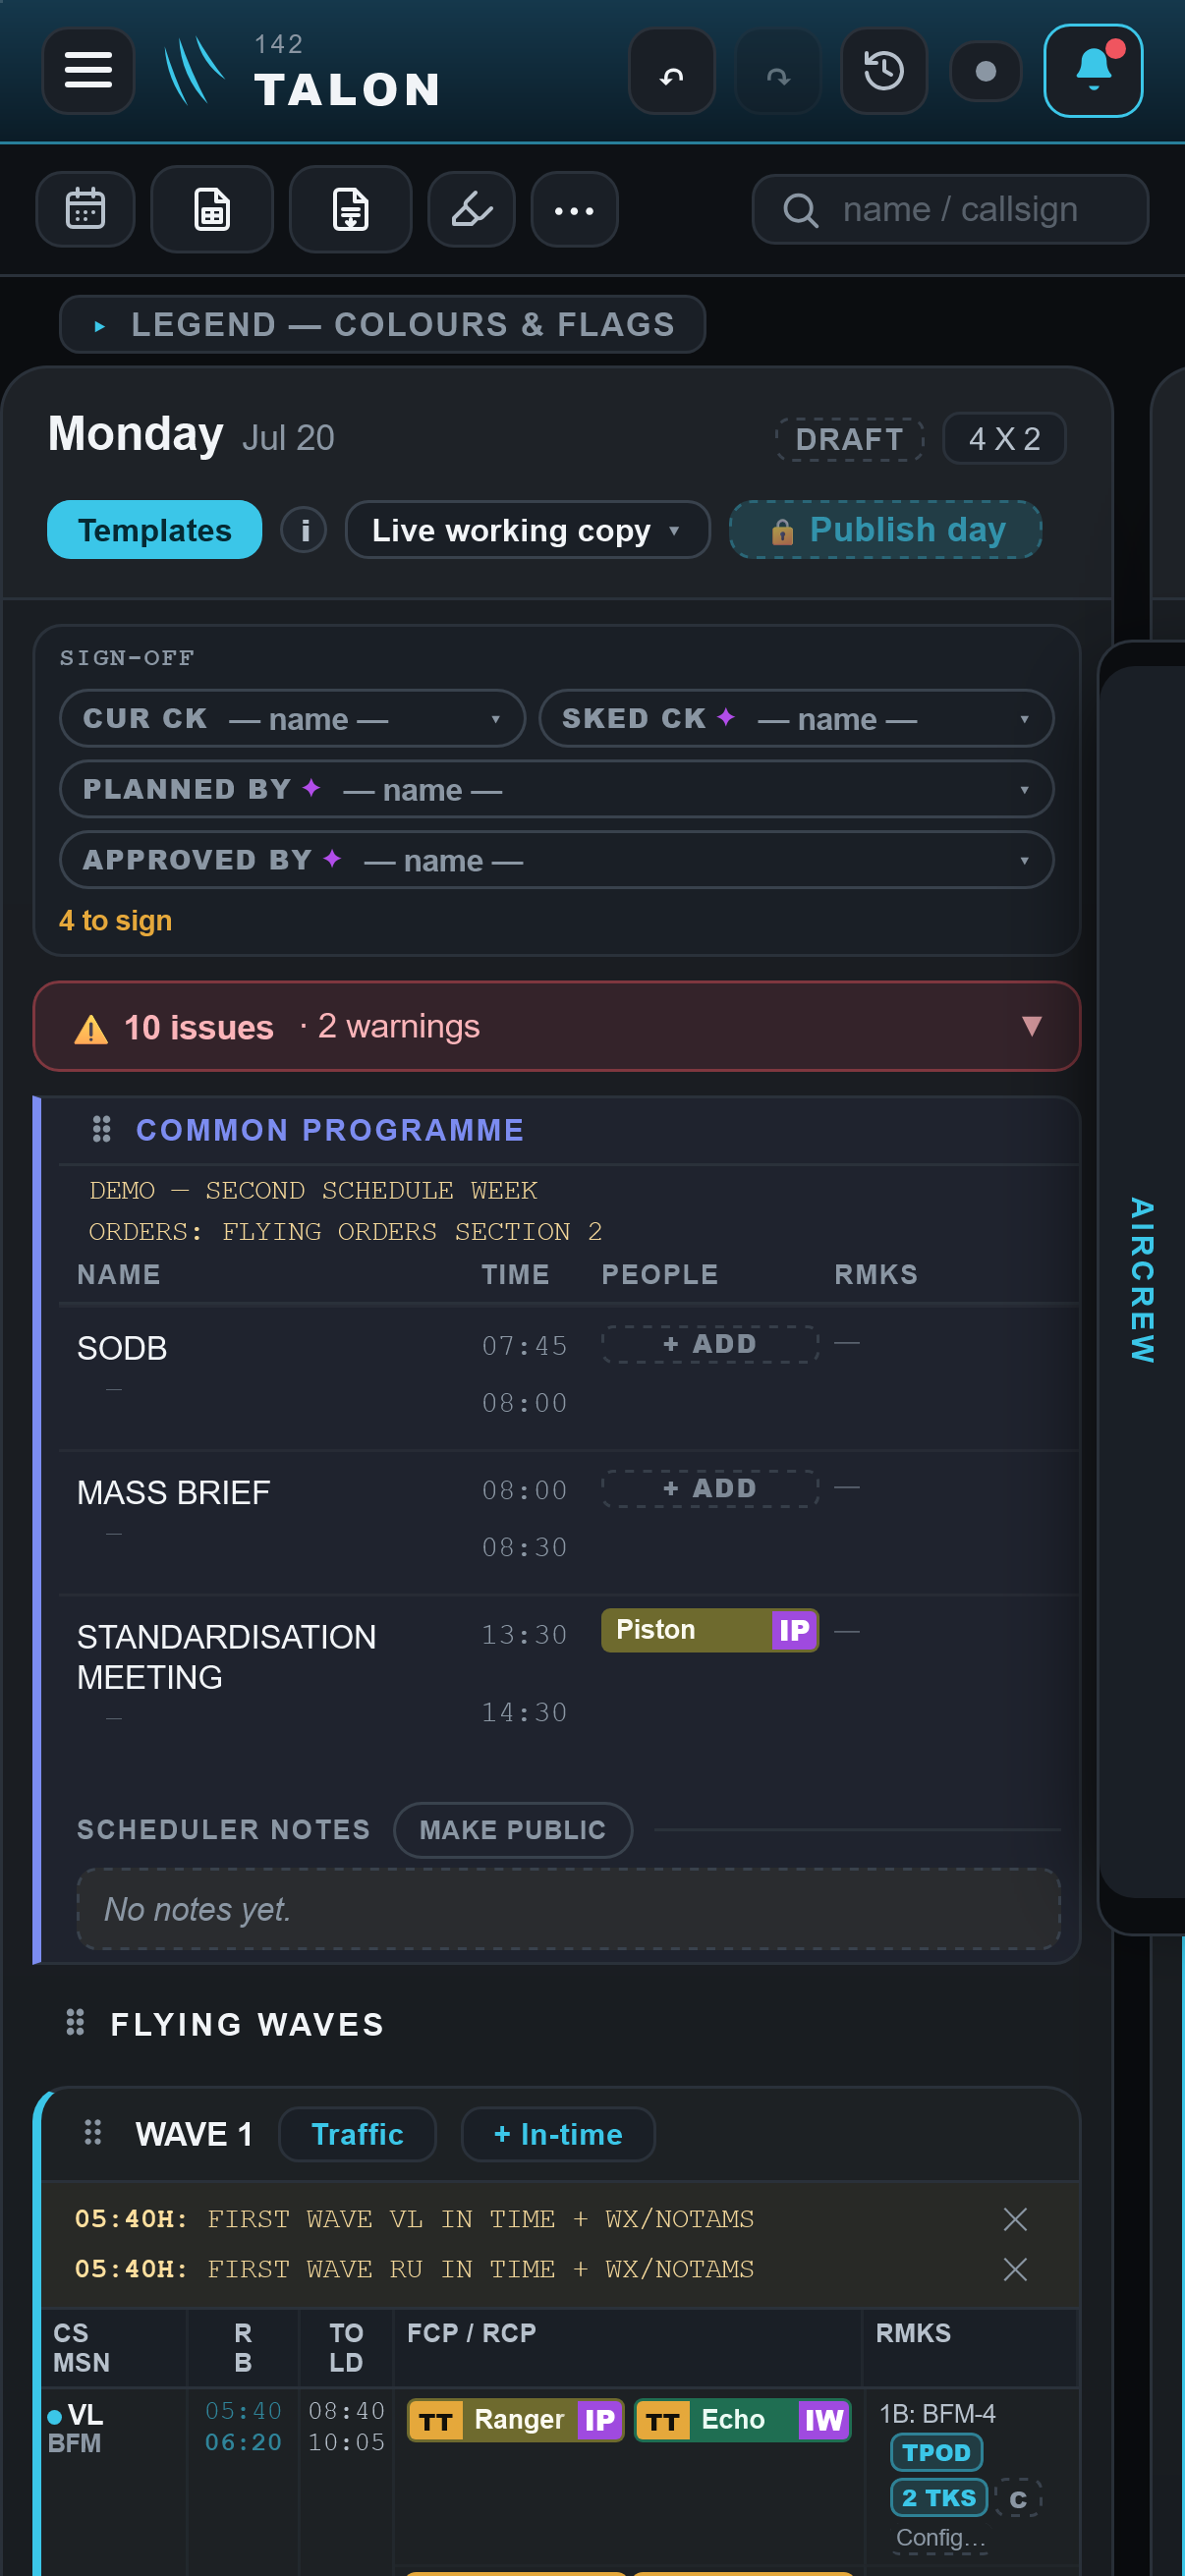 142
TALON
name / callsign
LEGEND — COLOURS & FLAGS
Monday Jul 20 DRAFT 4 X 2
Templates i Live working copy Publish day
SIGN-OFF
CUR CK — name — SKED CK — name —
PLANNED BY — name —
APPROVED BY — name —
4 to sign
10 issues · 2 warnings
COMMON PROGRAMME
DEMO — SECOND SCHEDULE WEEK
ORDERS: FLYING ORDERS SECTION 2
NAME TIME PEOPLE RMKS
SODB 07:45 + ADD —
— 08:00
MASS BRIEF 08:00 + ADD —
— 08:30
STANDARDISATION 13:30 Piston IP —
MEETING
— 14:30
AIRCREW
SCHEDULER NOTES MAKE PUBLIC
No notes yet.
FLYING WAVES
WAVE 1 Traffic + In-time
05:40H: FIRST WAVE VL IN TIME + WX/NOTAMS
05:40H: FIRST WAVE RU IN TIME + WX/NOTAMS
CS R TO FCP / RCP RMKS
MSN B LD
VL 05:40 08:40 TT Ranger IP TT Echo IW 1B: BFM-4
BFM 06:20 10:05 TPOD
2 TKS C
Config...